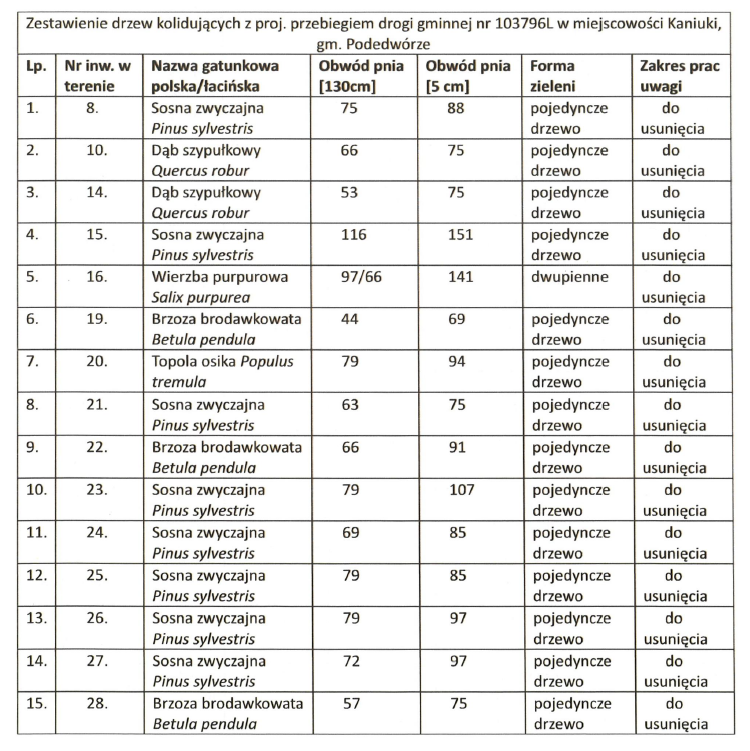 Zestawienie drzew kolidujących z proj. przebiegiem drogi gminnej nr 103796L w miejscowości Kaniuki,
gm. Podedwórze
Lp. Nr inw. w Nazwa gatunkowa Obwód pnia Obwód pnia Forma Zakres prac
terenie polska/łacińska [130cm] [5 cm] zieleni uwagi
1. 8. Sosna zwyczajna 75 88 pojedyncze do
Pinus sylvestris drzewo usunięcia
2. 10. Dąb szypułkowy 66 75 pojedyncze do
Quercus robur drzewo usunięcia
3. 14. Dąb szypułkowy 53 75 pojedyncze do
Quercus robur drzewo usunięcia
4. 15. Sosna zwyczajna 116 151 pojedyncze do
Pinus sylvestris drzewo usunięcia
5. 16. Wierzba purpurowa 97/66 141 dwupienne do
Salix purpurea usunięcia
6. 19. Brzoza brodawkowata 44 69 pojedyncze do
Betula pendula drzewo usunięcia
7. 20. Topola osika Populus 79 94 pojedyncze do
tremula drzewo usunięcia
8. 21. Sosna zwyczajna 63 75 pojedyncze do
Pinus sylvestris drzewo usunięcia
9. 22. Brzoza brodawkowata 66 91 pojedyncze do
Betula pendula drzewo usunięcia
10. 23. Sosna zwyczajna 79 107 pojedyncze do
Pinus sylvestris drzewo usunięcia
11. 24. Sosna zwyczajna 69 85 pojedyncze do
Pinus sylvestris drzewo usunięcia
12. 25. Sosna zwyczajna 79 85 pojedyncze do
Pinus sylvestris drzewo usunięcia
13. 26. Sosna zwyczajna 79 97 pojedyncze do
Pinus sylvestris drzewo usunięcia
14. 27. Sosna zwyczajna 72 97 pojedyncze do
Pinus sylvestris drzewo usunięcia
15. 28. Brzoza brodawkowata 57 75 pojedyncze do
Betula pendula drzewo usunięcia